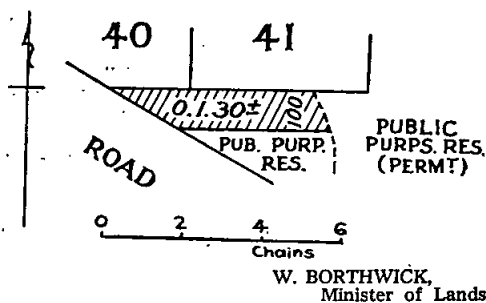 40 41
0.1.30±
100
PUB. PURP.
RES.
PUBLIC
PURPS. RES.
(PERMT)
ROAD
0 2 4 6
Chains
W. BORTHWICK,
Minister of Lands